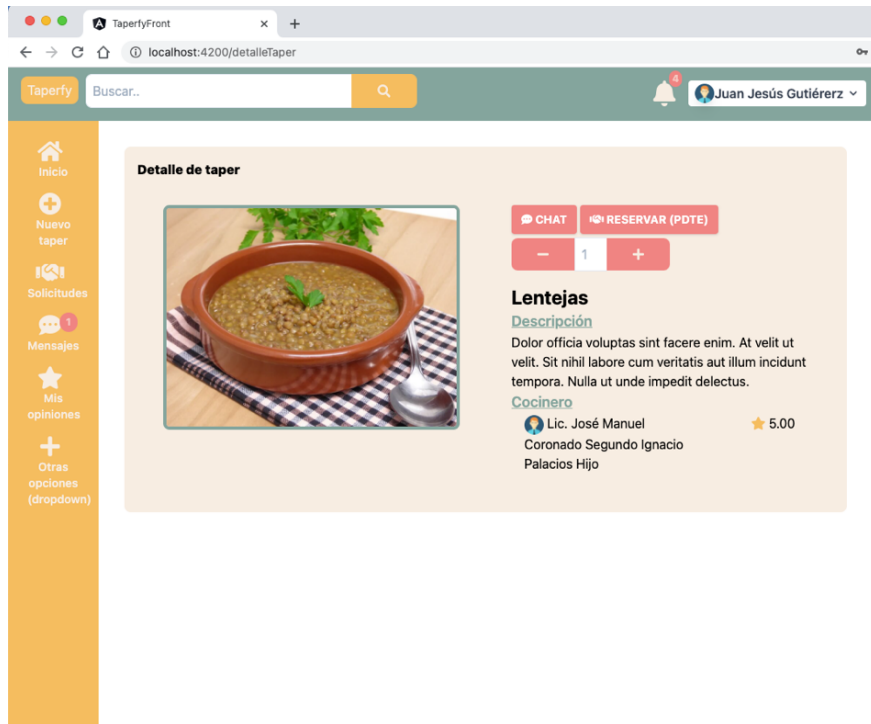 TaperfyFront
localhost:4200/detalleTaper
Taperfy
Buscar..
4
Juan Jesús Gutiérerz
Inicio
Nuevo
taper
Solicitudes
1
Mensajes
Mis
opiniones
Otras
opciones
(dropdown)
Detalle de taper
CHAT
RESERVAR (PDTE)
1
Lentejas
Descripción
Dolor officia voluptas sint facere enim. At velit ut
velit. Sit nihil labore cum veritatis aut illum incidunt
tempora. Nulla ut unde impedit delectus.
Cocinero
Lic. José Manuel
Coronado Segundo Ignacio
Palacios Hijo
5.00